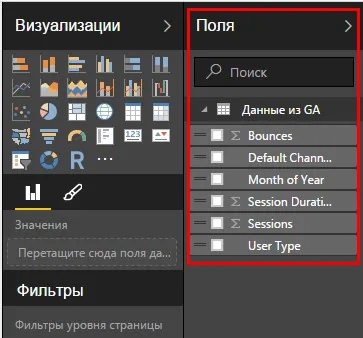 Визуализации
Поля
Поиск
Данные из GA
Bounces
Default Chann...
Month of Year
Session Durati...
Sessions
User Type
R
123
Значения
Перетащите сюда поля да...
Фильтры
Фильтры уровня страницы